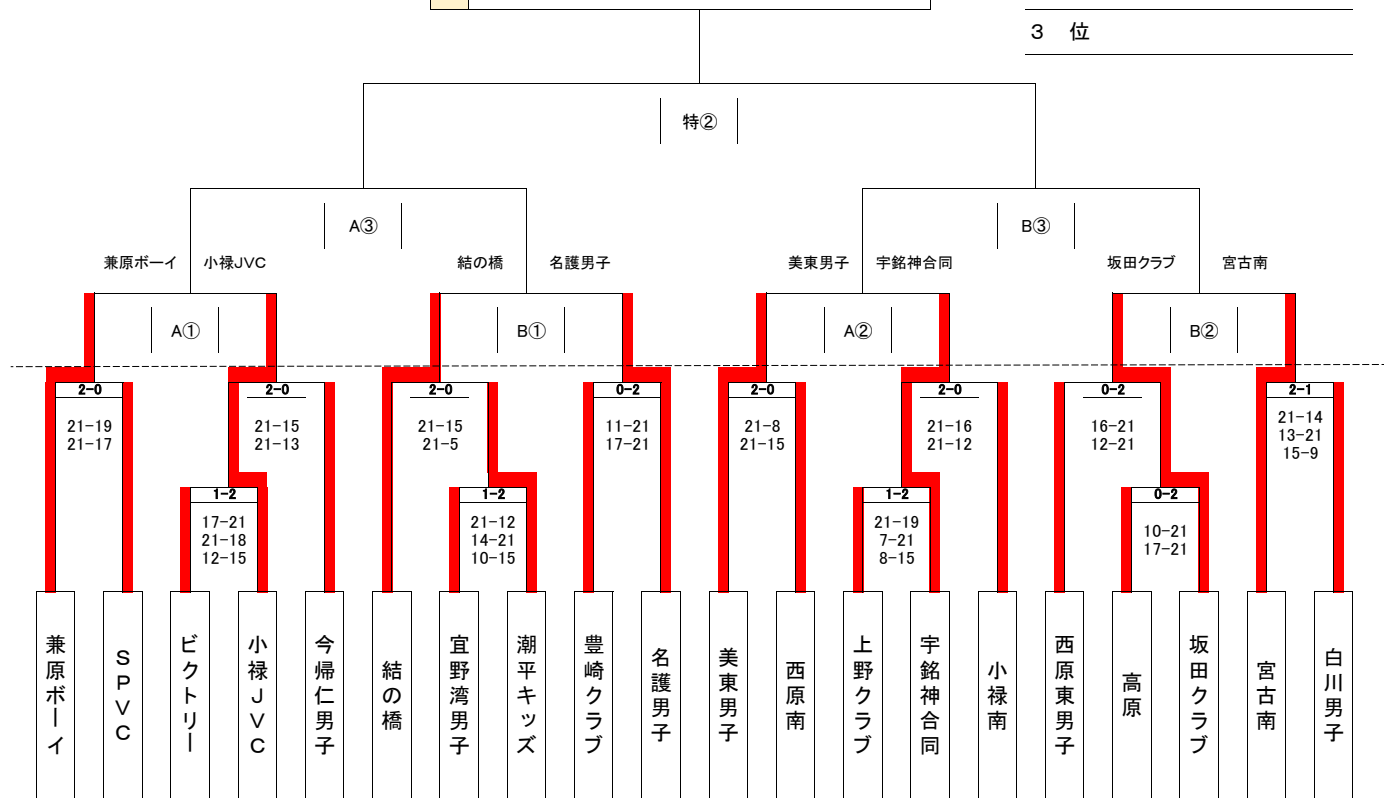 ３　位
特②
A③
B③
兼原ボーイ
小禄JVC
結の橋
名護男子
美東男子
宇銘神合同
坂田クラブ
宮古南
A①
B①
A②
B②
2-0
2-0
2-0
0-2
2-0
2-0
0-2
2-1
21-19
21-17
21-15
21-13
21-15
21-5
11-21
17-21
21-8
21-15
21-16
21-12
16-21
12-21
21-14
13-21
15-9
1-2
1-2
1-2
0-2
17-21
21-18
12-15
21-12
14-21
10-15
21-19
7-21
8-15
10-21
17-21
兼原ボーイ
SPVC
ビクトリー
小禄JVC
今帰仁男子
結の橋
宜野湾男子
潮平キッズ
豊崎クラブ
名護男子
美東男子
西原南
上野クラブ
宇銘神合同
小禄南
西原東男子
高原
坂田クラブ
宮古南
白川男子